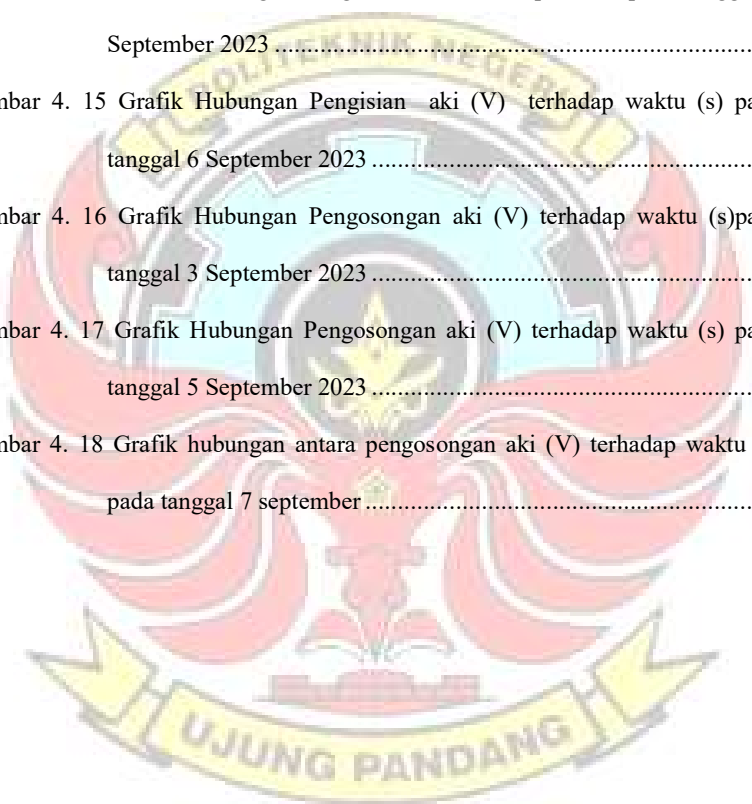 September 2023 ..........................................................................
POLITEKNIK NEGERI
mbar 4. 15 Grafik Hubungan Pengisian aki (V) terhadap waktu (s) pa
tanggal 6 September 2023 ..........................................................
mbar 4. 16 Grafik Hubungan Pengosongan aki (V) terhadap waktu (s)pa
tanggal 3 September 2023 ..........................................................
mbar 4. 17 Grafik Hubungan Pengosongan aki (V) terhadap waktu (s) pa
tanggal 5 September 2023 ..........................................................
mbar 4. 18 Grafik hubungan antara pengosongan aki (V) terhadap waktu
pada tanggal 7 september ...........................................................
UJUNG PANDANG